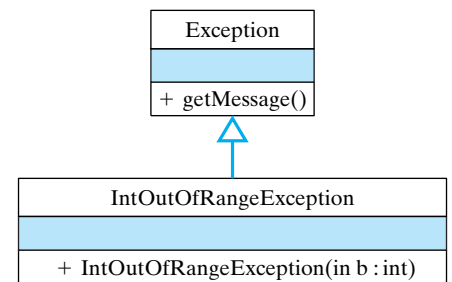 Exception
+ getMessage()
IntOutOfRangeException
+ IntOutOfRangeException(in b : int)